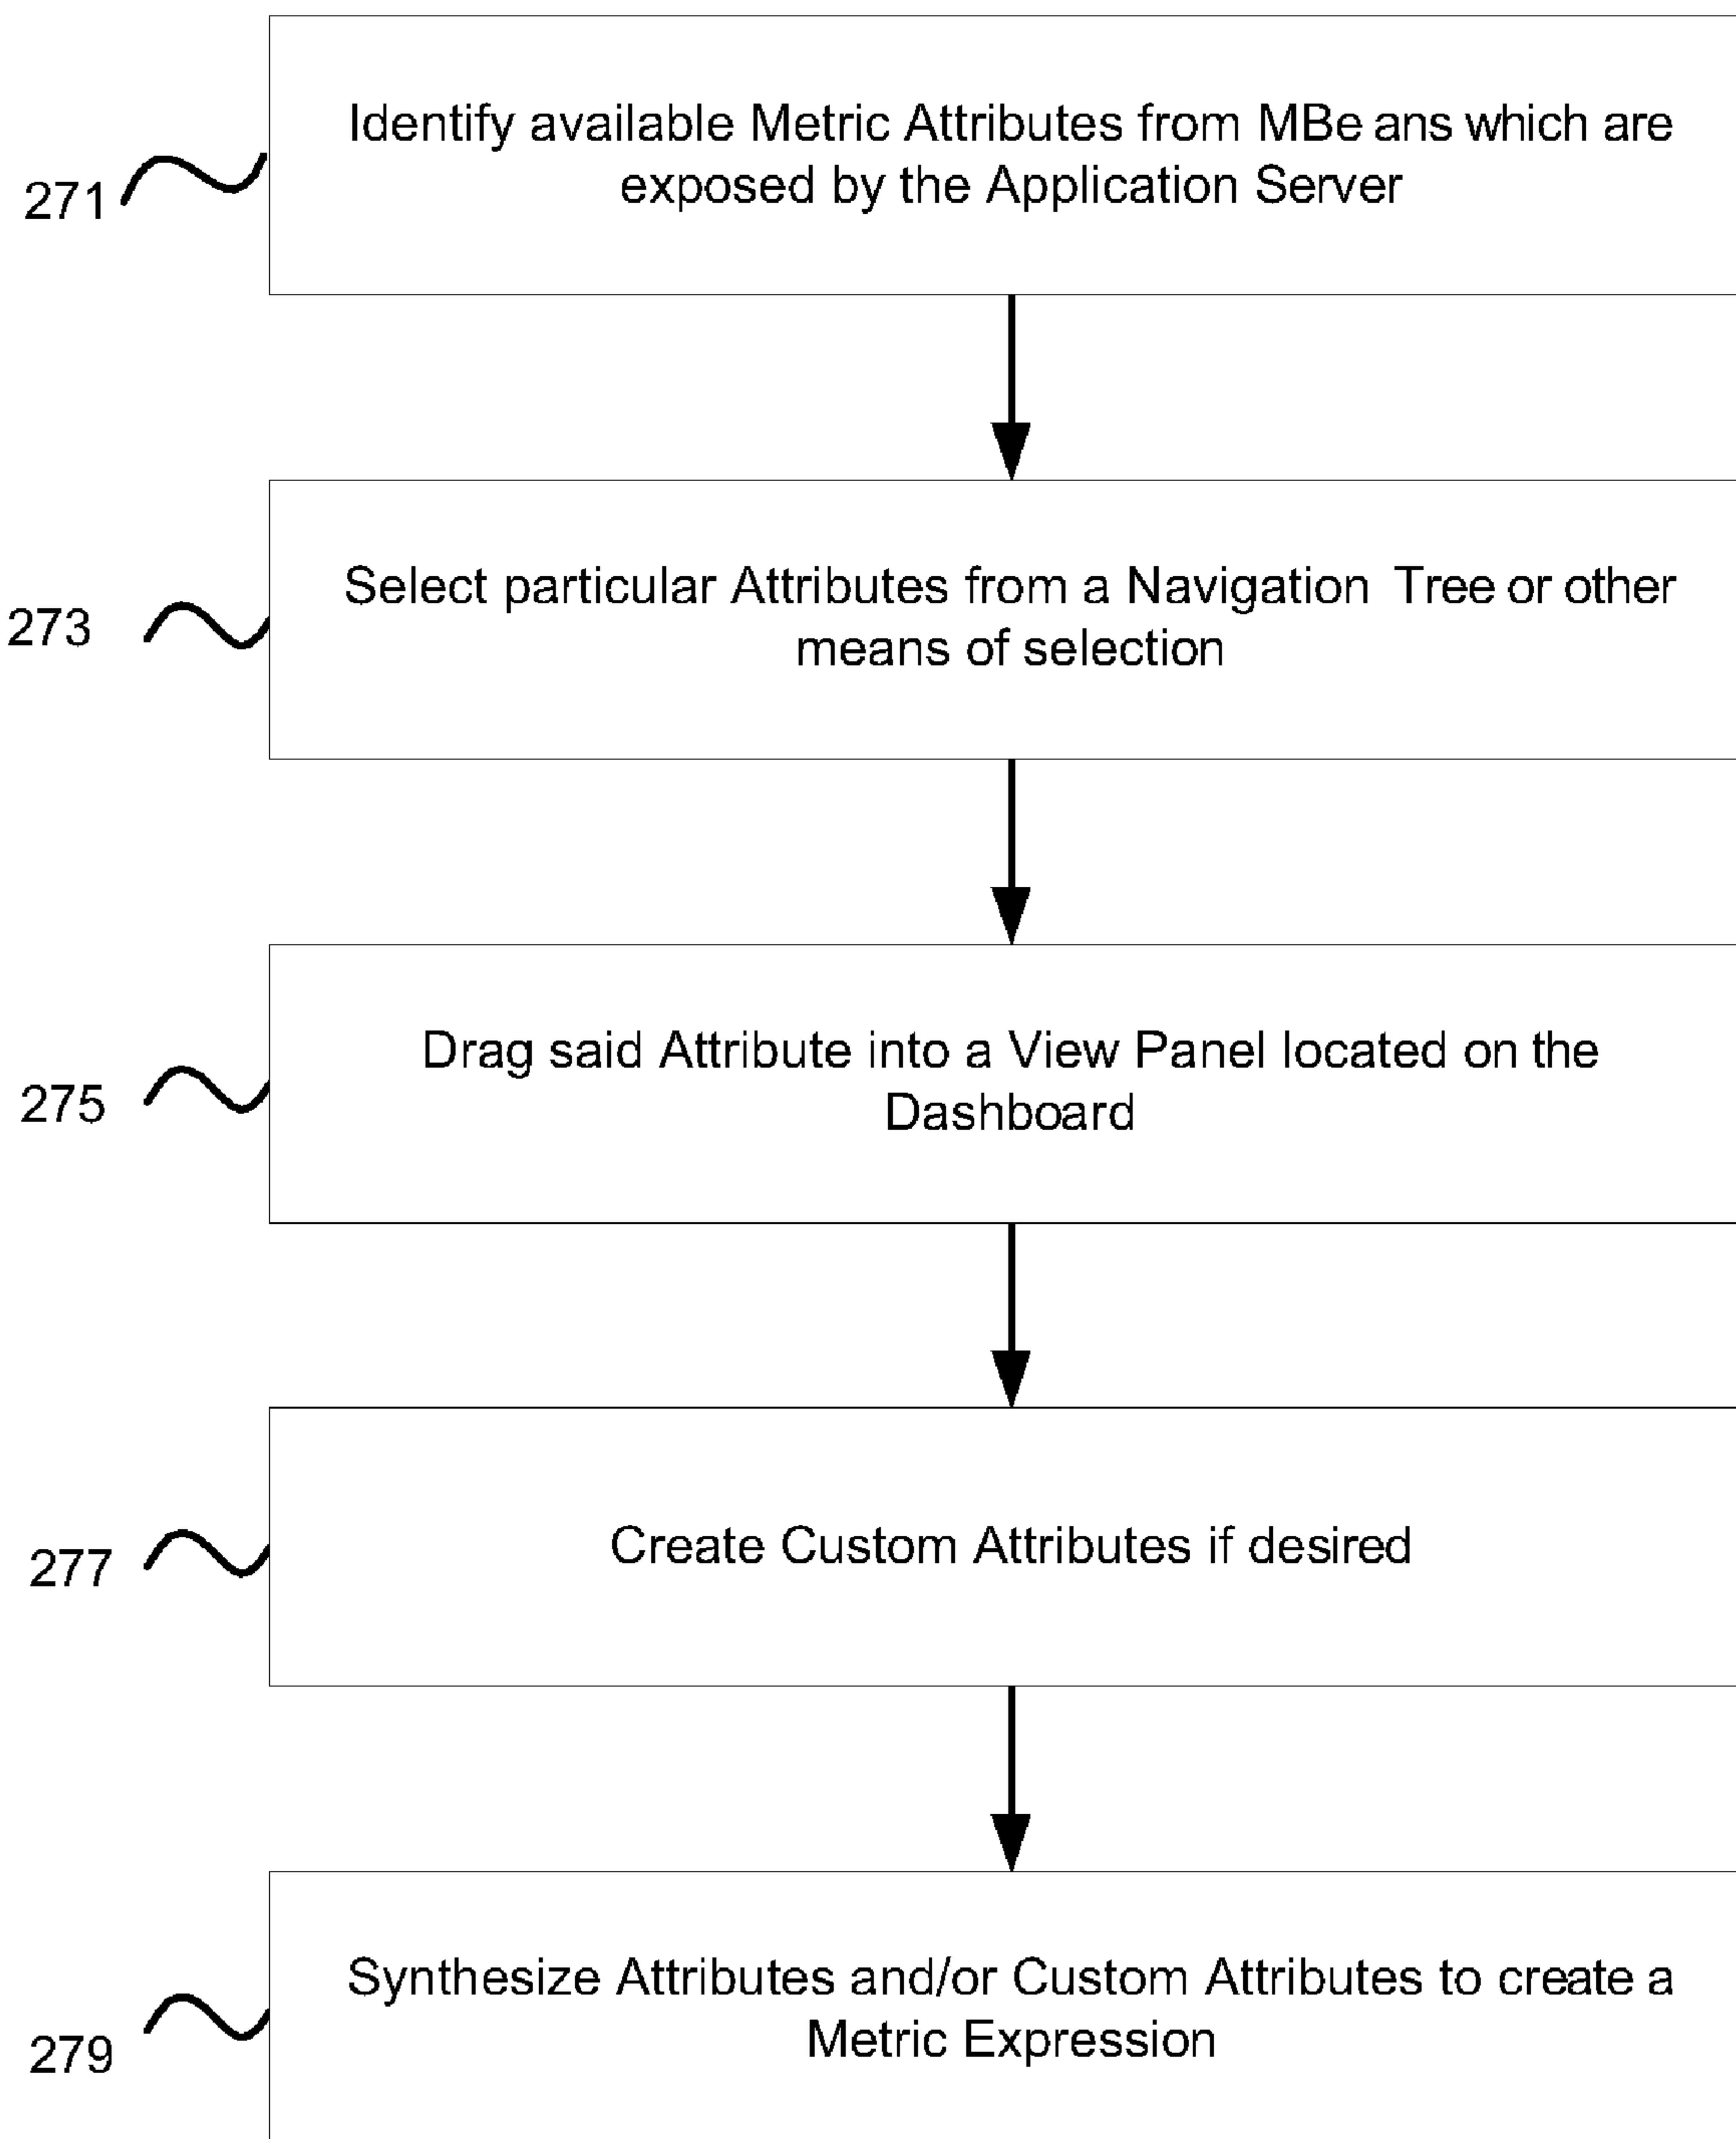 Identify available Metric Attributes from MBeans which are
exposed by the Application Server
271
Select particular Attributes from a Navigation Tree or other
means of selection
273
Drag said Attribute into a View Panel located on the
Dashboard
275
Create Custom Attributes if desired
277
Synthesize Attributes and/or Custom Attributes to create a
Metric Expression
279